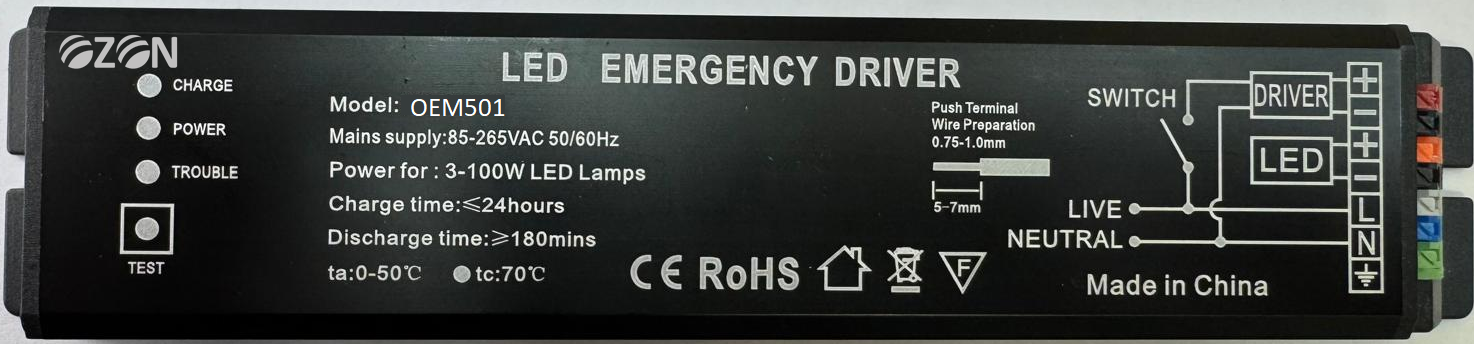 OZON
LED EMERGENCY DRIVER
CHARGE
POWER
TROUBLE
TEST
Model: OEM501
Mains supply:85-265VAC 50/60Hz
Power for : 3-100W LED Lamps
Charge time:≤24hours
Discharge time:≥180mins
ta:0-50℃ tc:70℃
CE RoHS
F
Push Terminal
Wire Preparation
0.75-1.0mm
5-7mm
SWITCH
DRIVER
+
-
LED
+
-
LIVE
L
NEUTRAL
N
Made in China